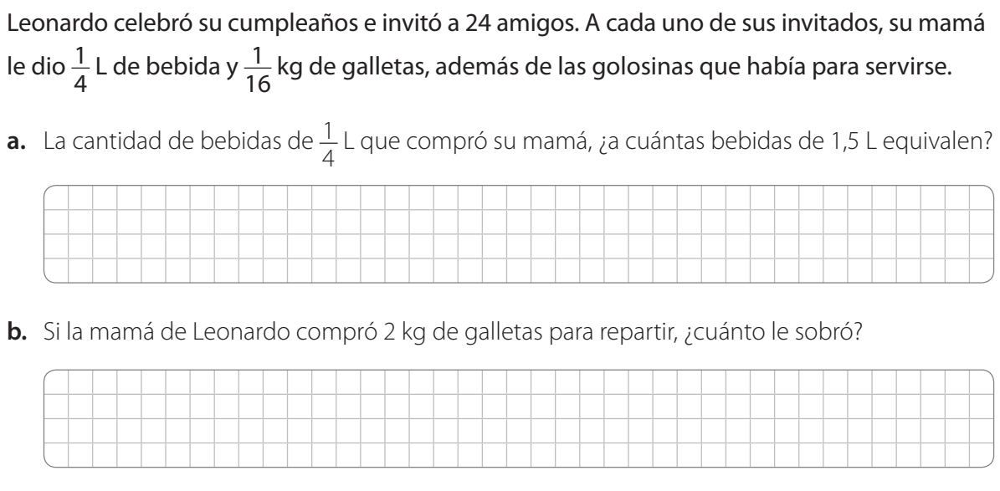 Leonardo celebró su cumpleaños e invitó a 24 amigos. A cada uno de sus invitados, su mamá
le dio 1/4 L de bebida y 1/16 kg de galletas, además de las golosinas que había para servirse.
a. La cantidad de bebidas de 1/4 L que compró su mamá, ¿a cuántas bebidas de 1,5 L equivalen?
b. Si la mamá de Leonardo compró 2 kg de galletas para repartir, ¿cuánto le sobró?